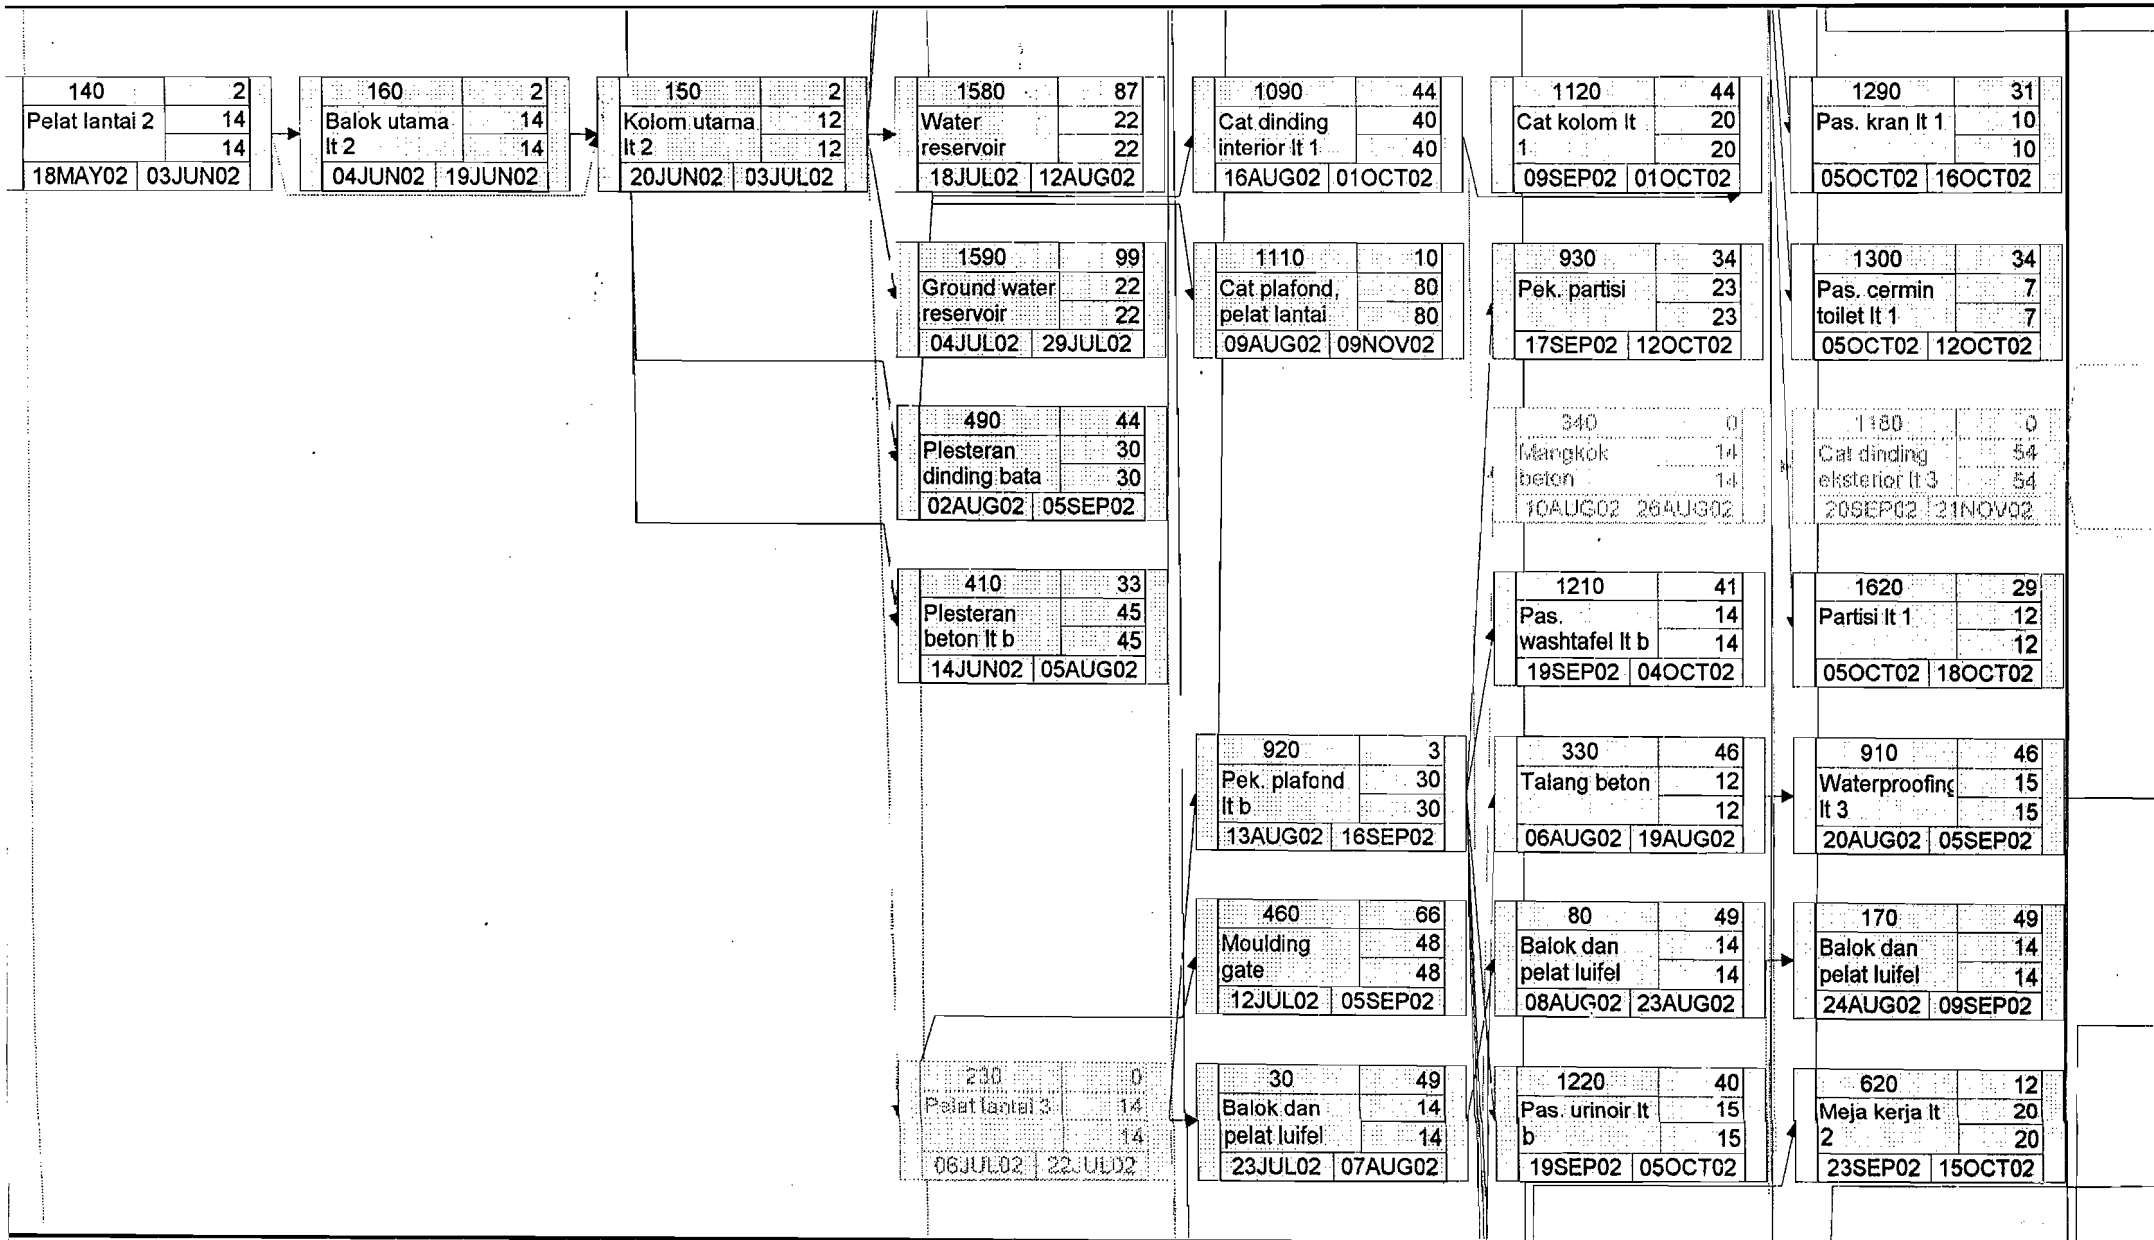 140 2
Pelat lantai 2 14
14
18MAY02 03JUN02
160 2
Balok utama 14
lt 2 14
04JUN02 19JUN02
150 2
Kolom utama 12
lt 2 12
20JUN02 03JUL02
1580 87
Water 22
reservoir 22
18JUL02 12AUG02
1090 44
Cat dinding 40
interior lt 1 40
16AUG02 01OCT02
1120 44
Cat kolom lt 20
1 20
09SEP02 01OCT02
1290 31
Pas. kran lt 1 10
10
05OCT02 16OCT02
1590 99
Ground water 22
reservoir 22
04JUL02 29JUL02
1110 10
Cat plafond, 80
pelat lantai 80
09AUG02 09NOV02
930 34
Pek. partisi 23
23
17SEP02 12OCT02
1300 34
Pas. cermin 7
toilet lt 1 7
05OCT02 12OCT02
490 44
Plesteran 30
dinding bata 30
02AUG02 05SEP02
340 0
Mangkok 14
beton 14
10AUG02 26AUG02
1180 0
Cat dinding 54
eksterior lt 3 54
20SEP02 21NOV02
410 33
Plesteran 45
beton lt b 45
14JUN02 05AUG02
1210 41
Pas. 14
washtafel lt b 14
19SEP02 04OCT02
1620 29
Partisi lt 1 12
12
05OCT02 18OCT02
920 3
Pek. plafond 30
lt b 30
13AUG02 16SEP02
330 46
Talang beton 12
12
06AUG02 19AUG02
910 46
Waterproofing 15
lt 3 15
20AUG02 05SEP02
460 66
Moulding 48
gate 48
12JUL02 05SEP02
80 49
Balok dan 14
pelat luifel 14
08AUG02 23AUG02
170 49
Balok dan 14
pelat luifel 14
24AUG02 09SEP02
230 0
Pelat lantai 3 14
14
06JUL02 22JUL02
30 49
Balok dan 14
pelat luifel 14
23JUL02 07AUG02
1220 40
Pas. urinoir lt 15
b 15
19SEP02 05OCT02
620 12
Meja kerja lt 20
2 20
23SEP02 15OCT02